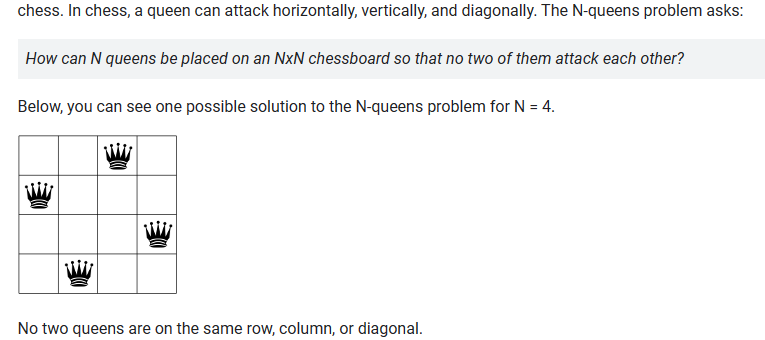 chess. In chess, a queen can attack horizontally, vertically, and diagonally. The N-queens problem asks:
How can N queens be placed on an NxN chessboard so that no two of them attack each other?
Below, you can see one possible solution to the N-queens problem for N = 4.
No two queens are on the same row, column, or diagonal.